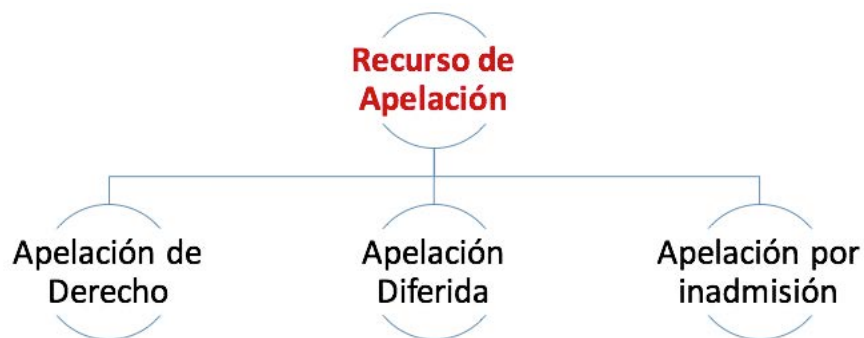 Recurso de
Apelación
Apelación de
Derecho
Apelación
Diferida
Apelación por
inadmisión